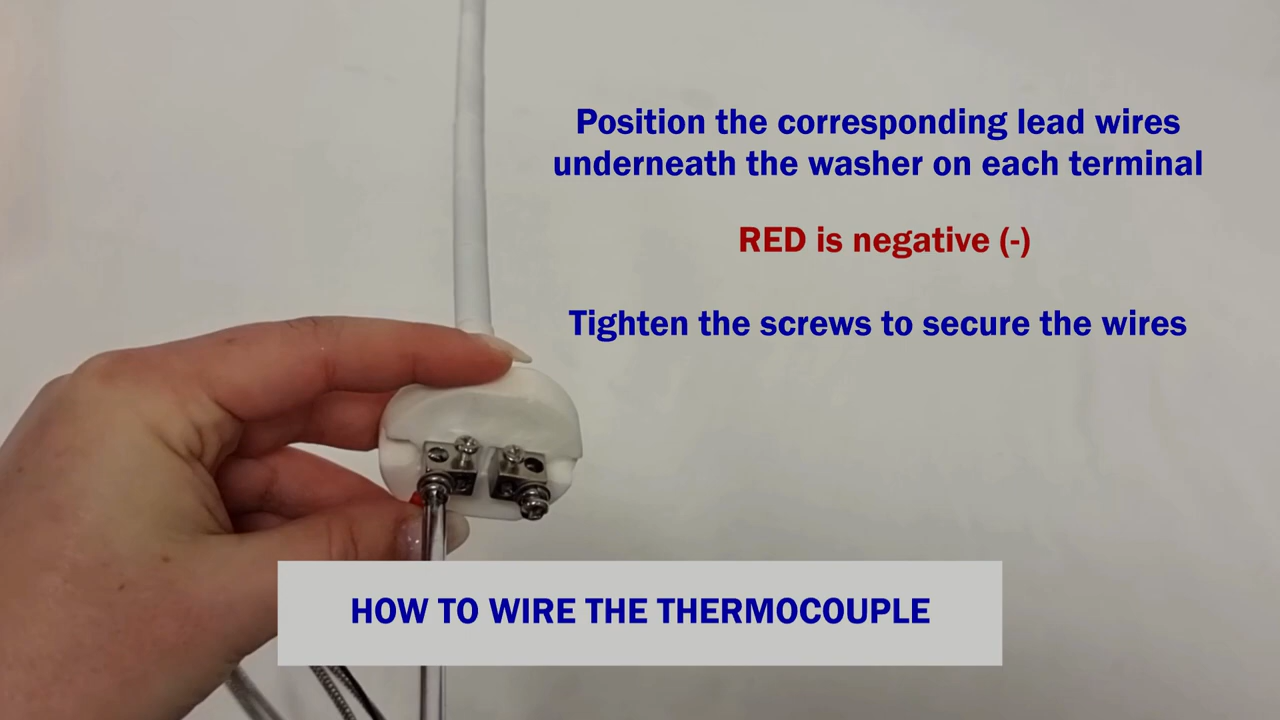 Position the corresponding lead wires
underneath the washer on each terminal
RED is negative (-)
Tighten the screws to secure the wires
HOW TO WIRE THE THERMOCOUPLE